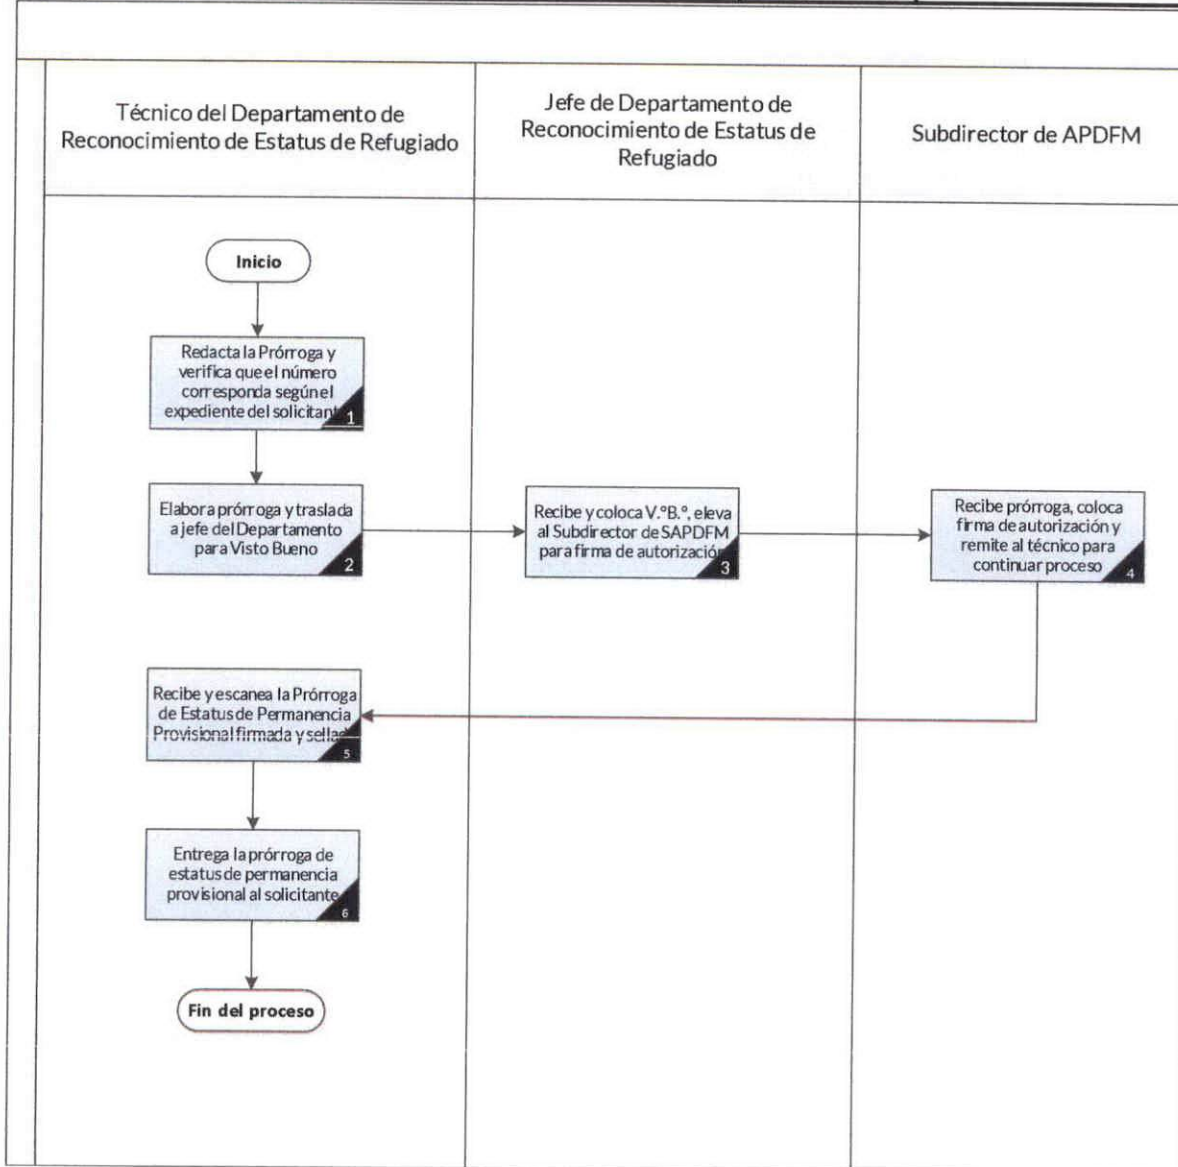 Técnico del Departamento de
Reconocimiento de Estatus de Refugiado
Jefe de Departamento de
Reconocimiento de Estatus de
Refugiado
Subdirector de APDFM
Inicio
Redacta la Prórroga y
verifica que el número
corresponda según el
expediente del solicitant
1
Elabora prórroga y traslada
a jefe del Departamento
para Visto Bueno
2
Recibe y coloca V.°B.°, eleva
al Subdirector de SAPDFM
para firma de autorización
3
Recibe prórroga, coloca
firma de autorización y
remite al técnico para
continuar proceso
4
Recibe y escanea la Prórroga
de Estatus de Permanencia
Provisional firmada y sellad
5
Entrega la prórroga de
estatus de permanencia
provisional al solicitante
6
Fin del proceso